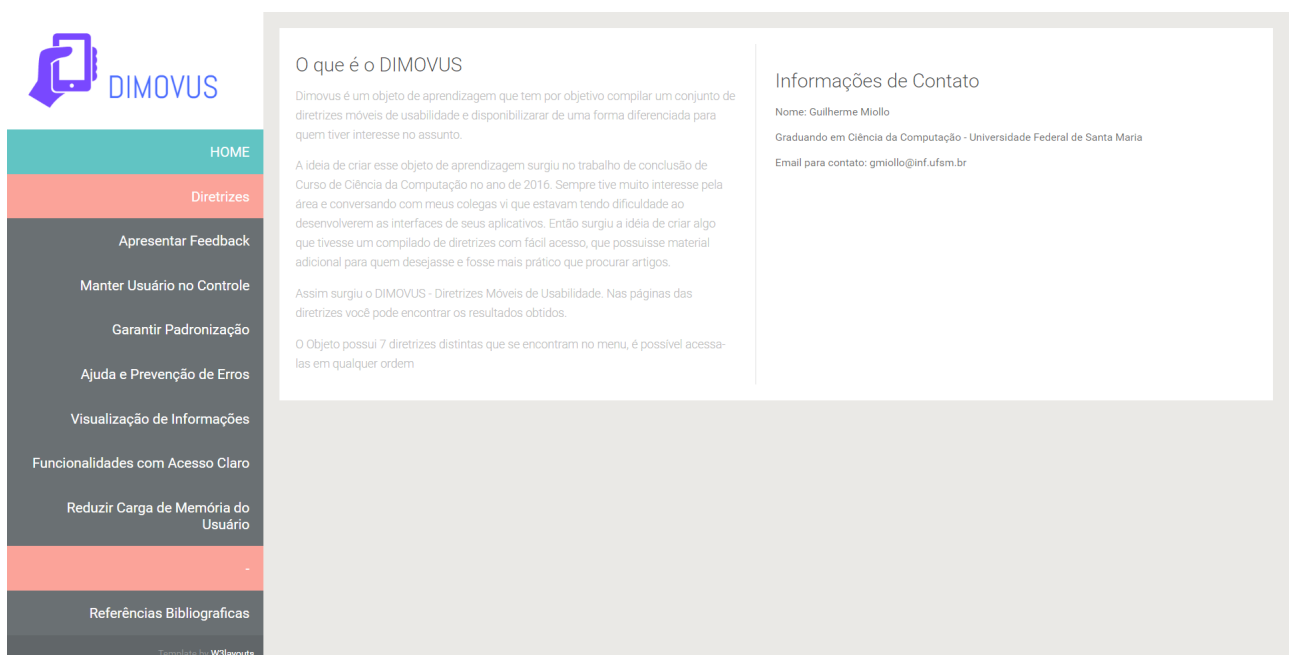 DIMOVUS
HOME
Diretrizes
Apresentar Feedback
Manter Usuário no Controle
Garantir Padronização
Ajuda e Prevenção de Erros
Visualização de Informações
Funcionalidades com Acesso Claro
Reduzir Carga de Memória do
Usuário
-
Referências Bibliograficas
Template by W3layouts
O que é o DIMOVUS
Dimovus é um objeto de aprendizagem que tem por objetivo compilar um conjunto de
diretrizes móveis de usabilidade e disponibilizarar de uma forma diferenciada para
quem tiver interesse no assunto.
A ideia de criar esse objeto de aprendizagem surgiu no trabalho de conclusão de
Curso de Ciência da Computação no ano de 2016. Sempre tive muito interesse pela
área e conversando com meus colegas vi que estavam tendo dificuldade ao
desenvolverem as interfaces de seus aplicativos. Então surgiu a idéia de criar algo
que tivesse um compilado de diretrizes com fácil acesso, que possuisse material
adicional para quem desejasse e fosse mais prático que procurar artigos.
Assim surgiu o DIMOVUS - Diretrizes Móveis de Usabilidade. Nas páginas das
diretrizes você pode encontrar os resultados obtidos.
O Objeto possui 7 diretrizes distintas que se encontram no menu, é possível acessa-
las em qualquer ordem
Informações de Contato
Nome: Guilherme Miollo
Graduando em Ciência da Computação - Universidade Federal de Santa Maria
Email para contato: gmiollo@inf.ufsm.br